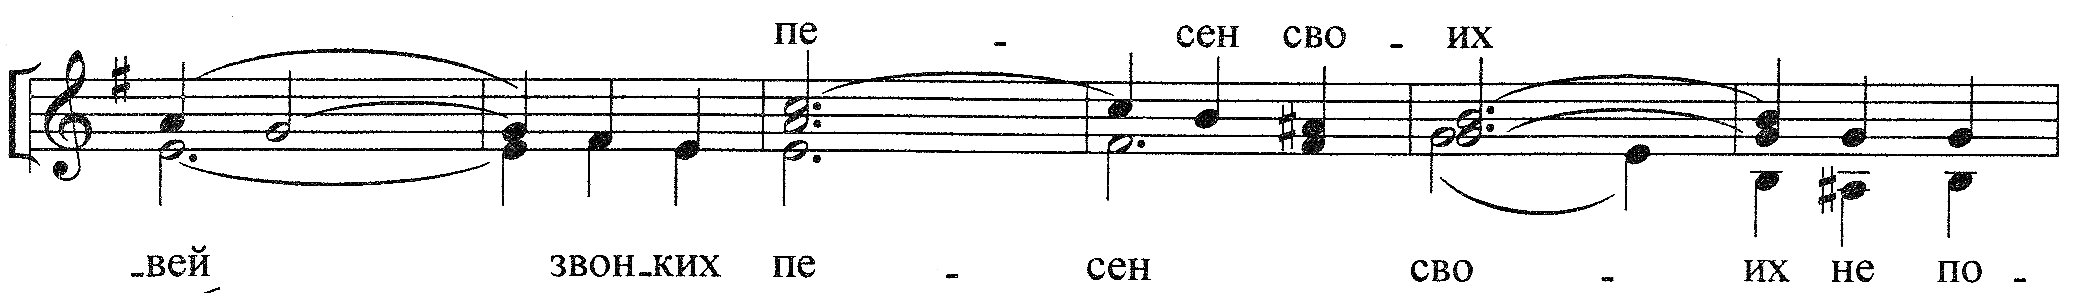 пе - сен сво - их
-вей звон-ких пе - сен сво - их не по -